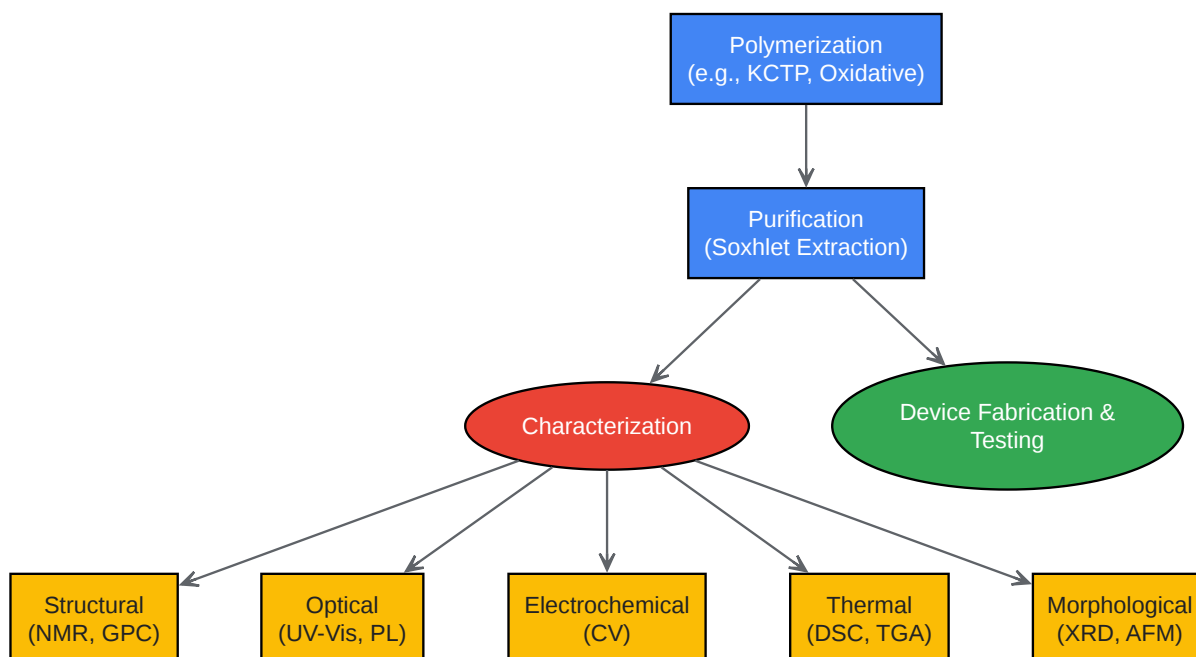 Polymerization
(e.g., KCTP, Oxidative)
Purification
(Soxhlet Extraction)
Characterization
Device Fabrication &
Testing
Structural
(NMR, GPC)
Optical
(UV-Vis, PL)
Electrochemical
(CV)
Thermal
(DSC, TGA)
Morphological
(XRD, AFM)